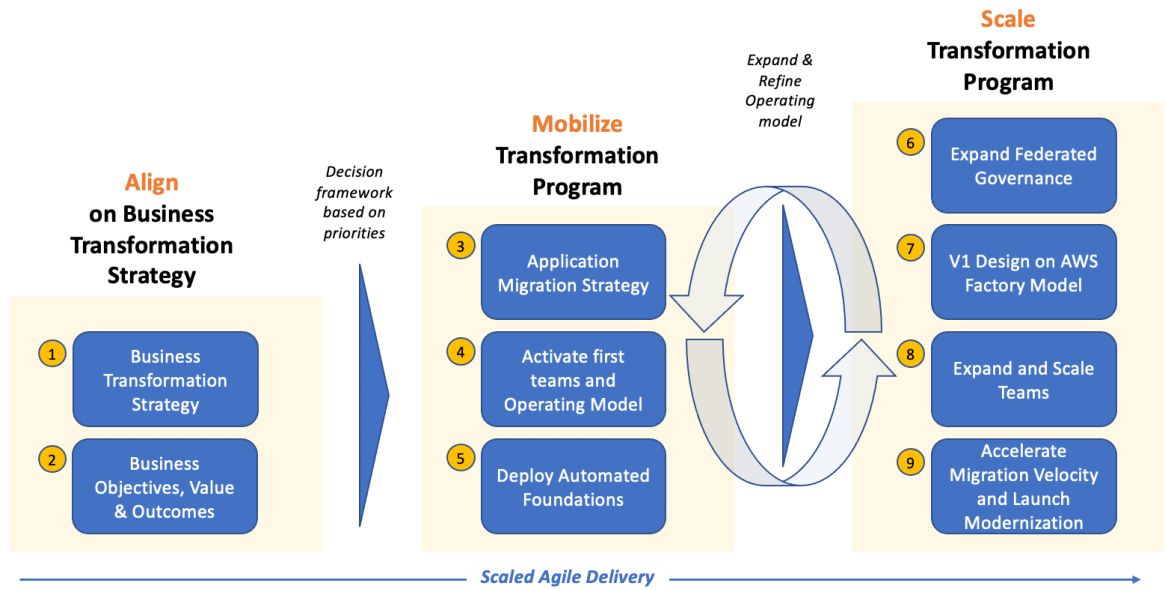 Align
on Business
Transformation
Strategy
1
Business
Transformation
Strategy
2
Business
Objectives, Value
& Outcomes
Decision
framework
based on
priorities
Mobilize
Transformation
Program
3
Application
Migration Strategy
4
Activate first
teams and
Operating Model
5
Deploy Automated
Foundations
Expand &
Refine
Operating
model
Scale
Transformation
Program
6
Expand Federated
Governance
7
V1 Design on AWS
Factory Model
8
Expand and Scale
Teams
9
Accelerate
Migration Velocity
and Launch
Modernization
Scaled Agile Delivery